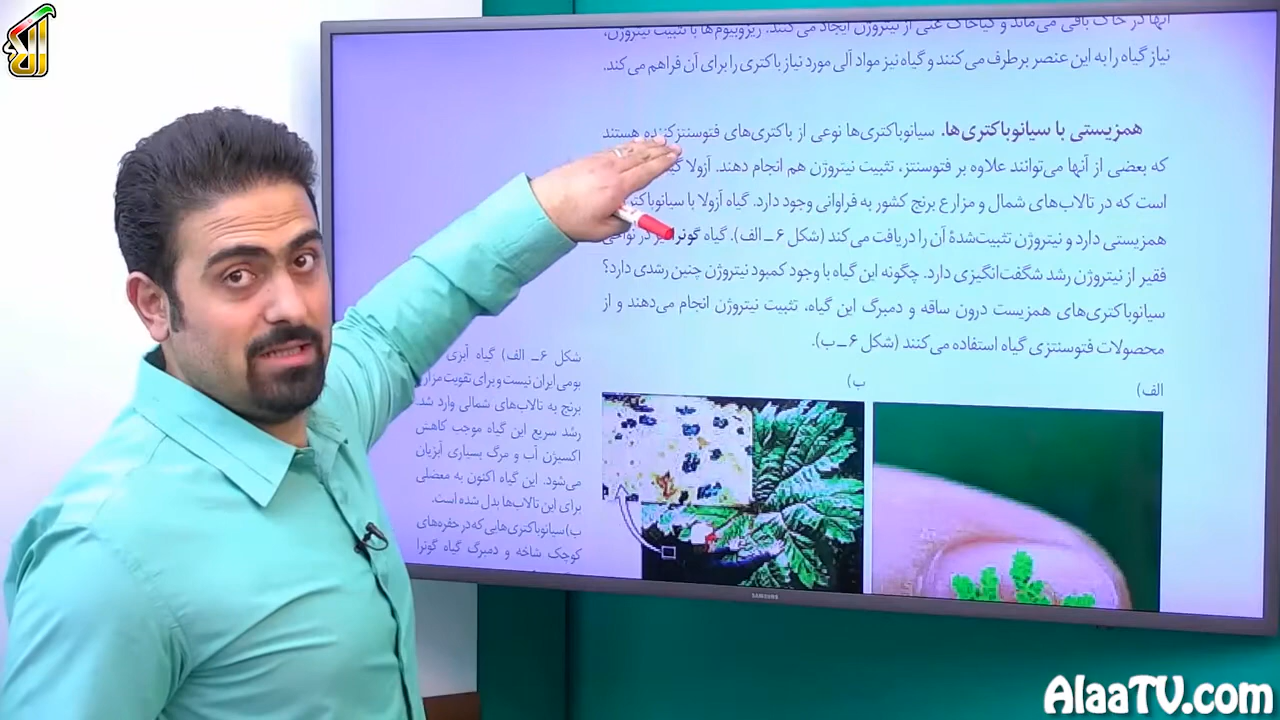 آنها در خاک باقی می‌ماند و گیاخاک غنی از نیتروژن ایجاد می‌کنند. ریزوبیوم‌ها با تثبیت نیتروژن،
نیاز گیاه را به این عنصر برطرف می‌کنند و گیاه نیز مواد آلی مورد نیاز باکتری را برای آن فراهم می‌کند.
همزیستی با سیانوباکتری‌ها. سیانوباکتری‌ها نوعی از باکتری‌های فتوسنتزکننده هستند
که بعضی از آنها می‌توانند علاوه بر فتوسنتز، تثبیت نیتروژن هم انجام دهند. آزولا
است که در تالاب‌های شمال و مزارع برنج کشور به فراوانی وجود دارد. گیاه آزولا با
همزیستی دارد و نیتروژن تثبیت‌شدهٔ آن را دریافت می‌کند (شکل ۶ـ الف). گیاه گونرا در نواحی
فقیر از نیتروژن رشد شگفت‌انگیزی دارد. چگونه این گیاه با وجود کمبود نیتروژن چنین رشدی دارد؟
سیانوباکتری‌های همزیست درون ساقه و دمبرگ این گیاه، تثبیت نیتروژن انجام می‌دهند و از
محصولات فتوسنتزی گیاه استفاده می‌کنند (شکل ۶ـ ب).
الف)
ب)
شکل ۶ـ الف) گیاه آبزی
بومی ایران نیست و برای تقویت
برنج به تالاب‌های شمالی وارد شد.
رشد سریع این گیاه موجب کاهش
اکسیژن آب و مرگ بسیاری آبزیان
می‌شود. این گیاه اکنون به معضلی
برای این تالاب‌ها بدل شده است.
ب) سیانوباکتری‌هایی که در حفره‌های
کوچک شاخه و دمبرگ گیاه گونرا
SAMSUNG
AlaaTV.com